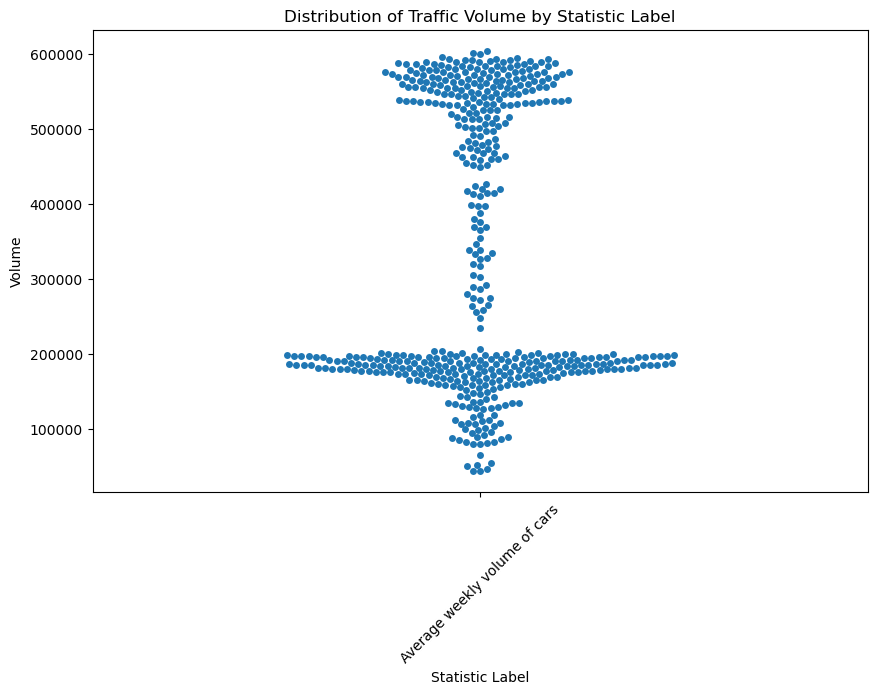 Distribution of Traffic Volume by Statistic Label
600000
500000
400000
300000
200000
100000
Volume
Average weekly volume of cars
Statistic Label